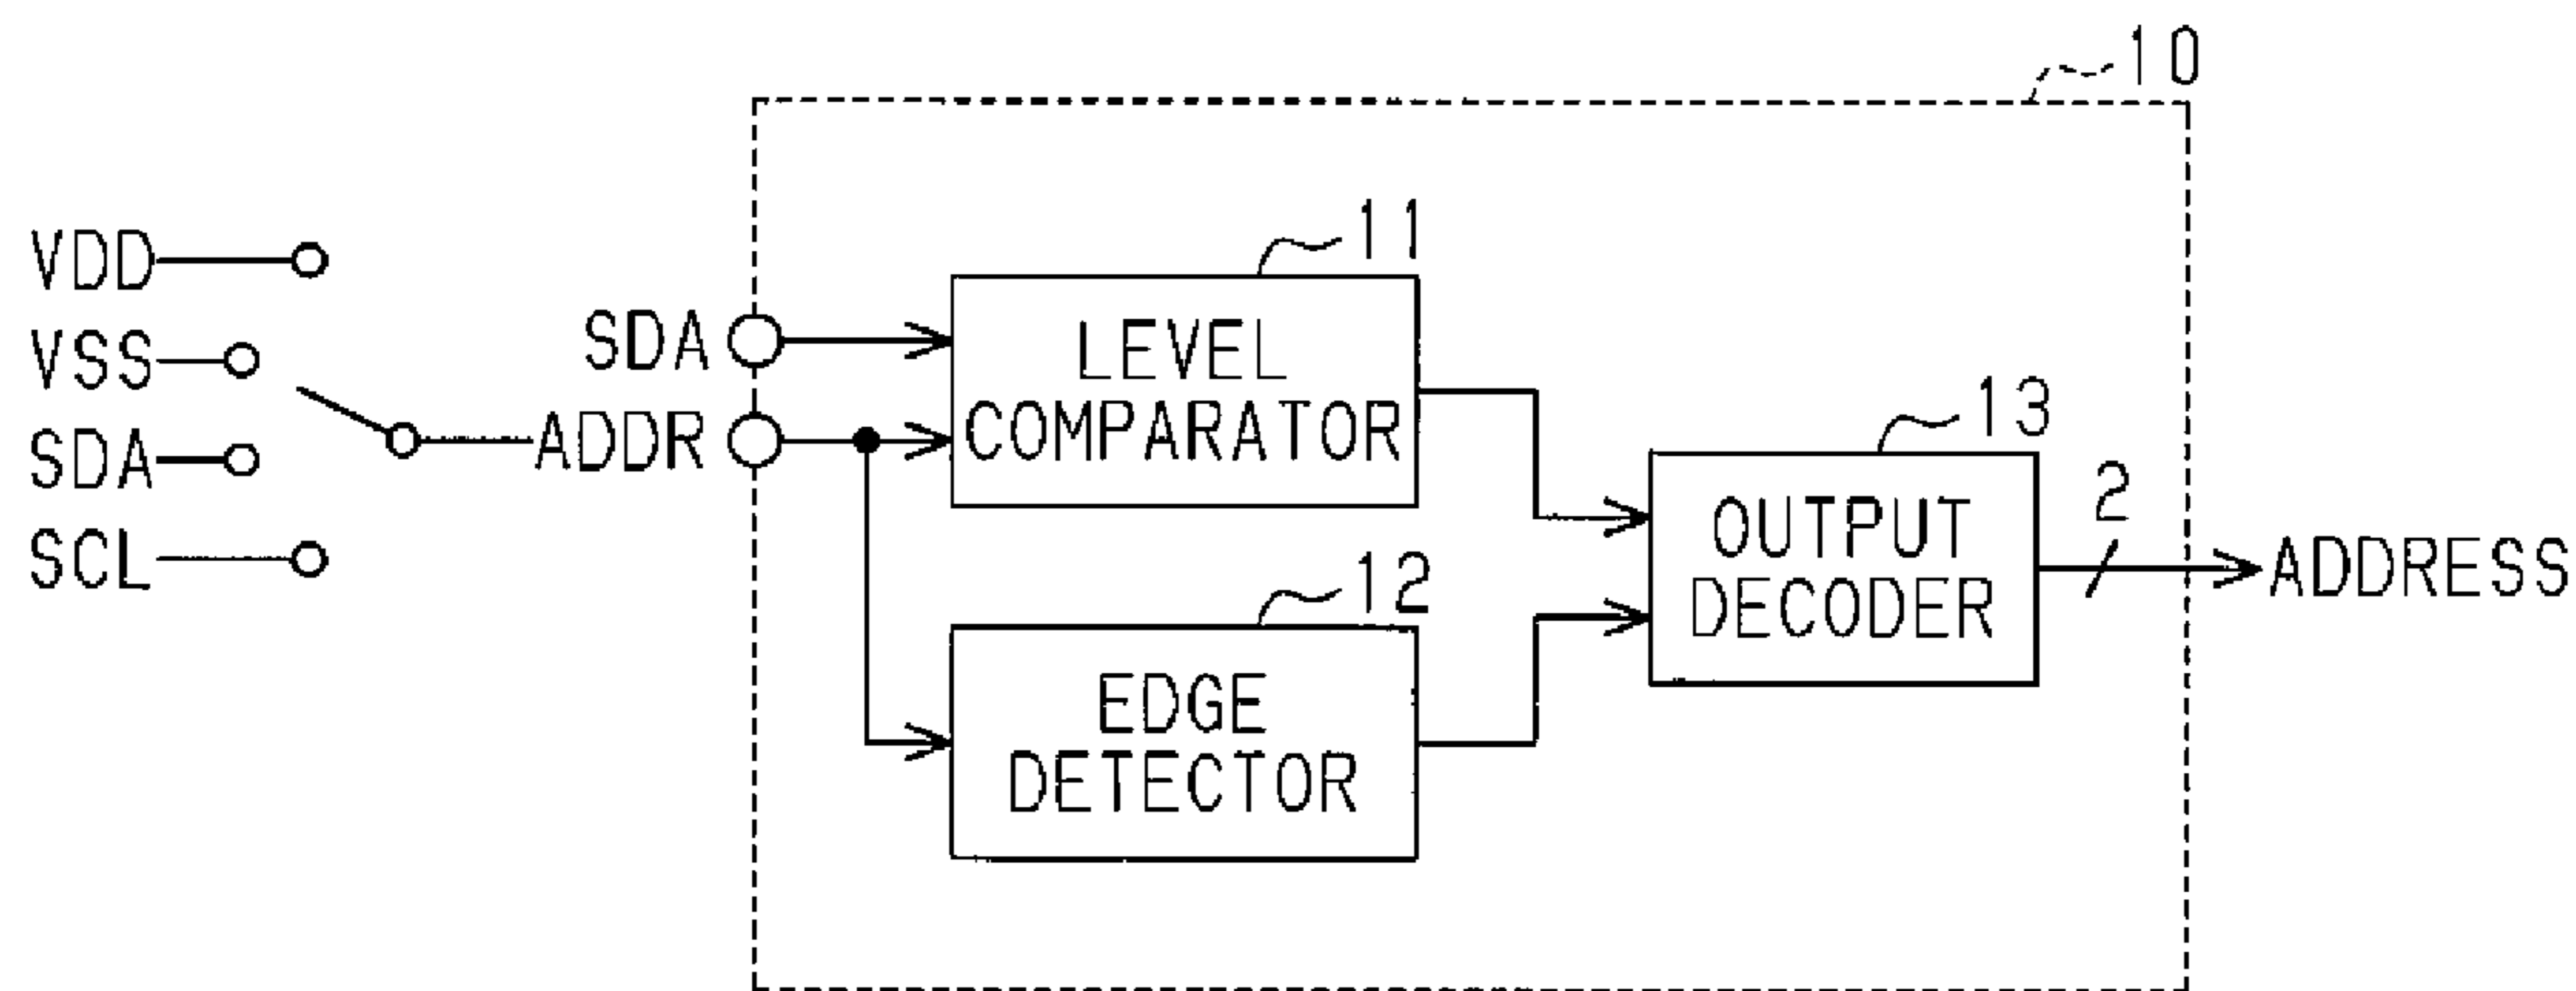 10
11
VDD
VSS
SDA
SCL
SDA
ADDR
LEVEL
COMPARATOR
12
EDGE
DETECTOR
13
OUTPUT
DECODER
2
ADDRESS